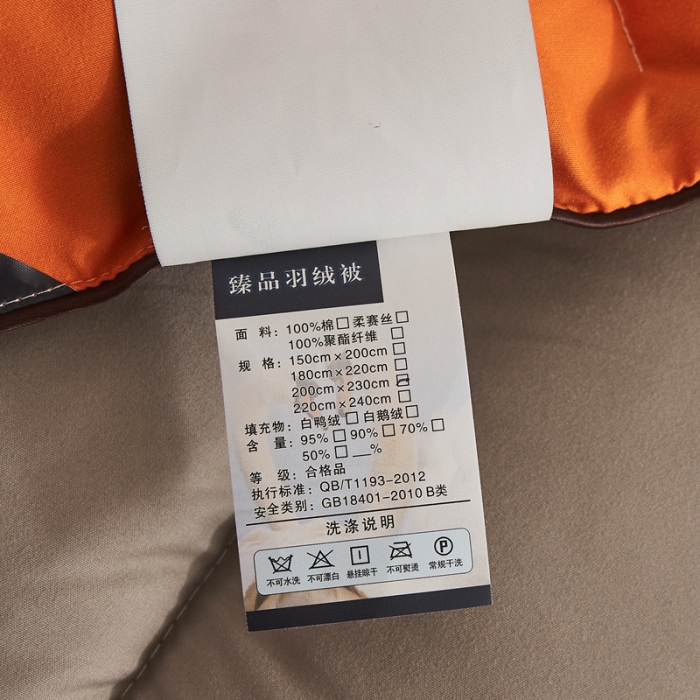 臻品羽绒被
面 料：100%棉□ 柔赛丝□
100%聚酯纤维 □
规 格：150cm×200cm □
180cm×220cm □
200cm×230cm ☑
220cm×240cm □
填充物：白鸭绒□ 白鹅绒□
含 量：95%□ 90%□ 70%□
50%□ __%
等 级：合格品
执行标准：QB/T1193-2012
安全类别：GB18401-2010 B类
洗涤说明
不可水洗 不可漂白 悬挂晾干 不可熨烫 常规干洗